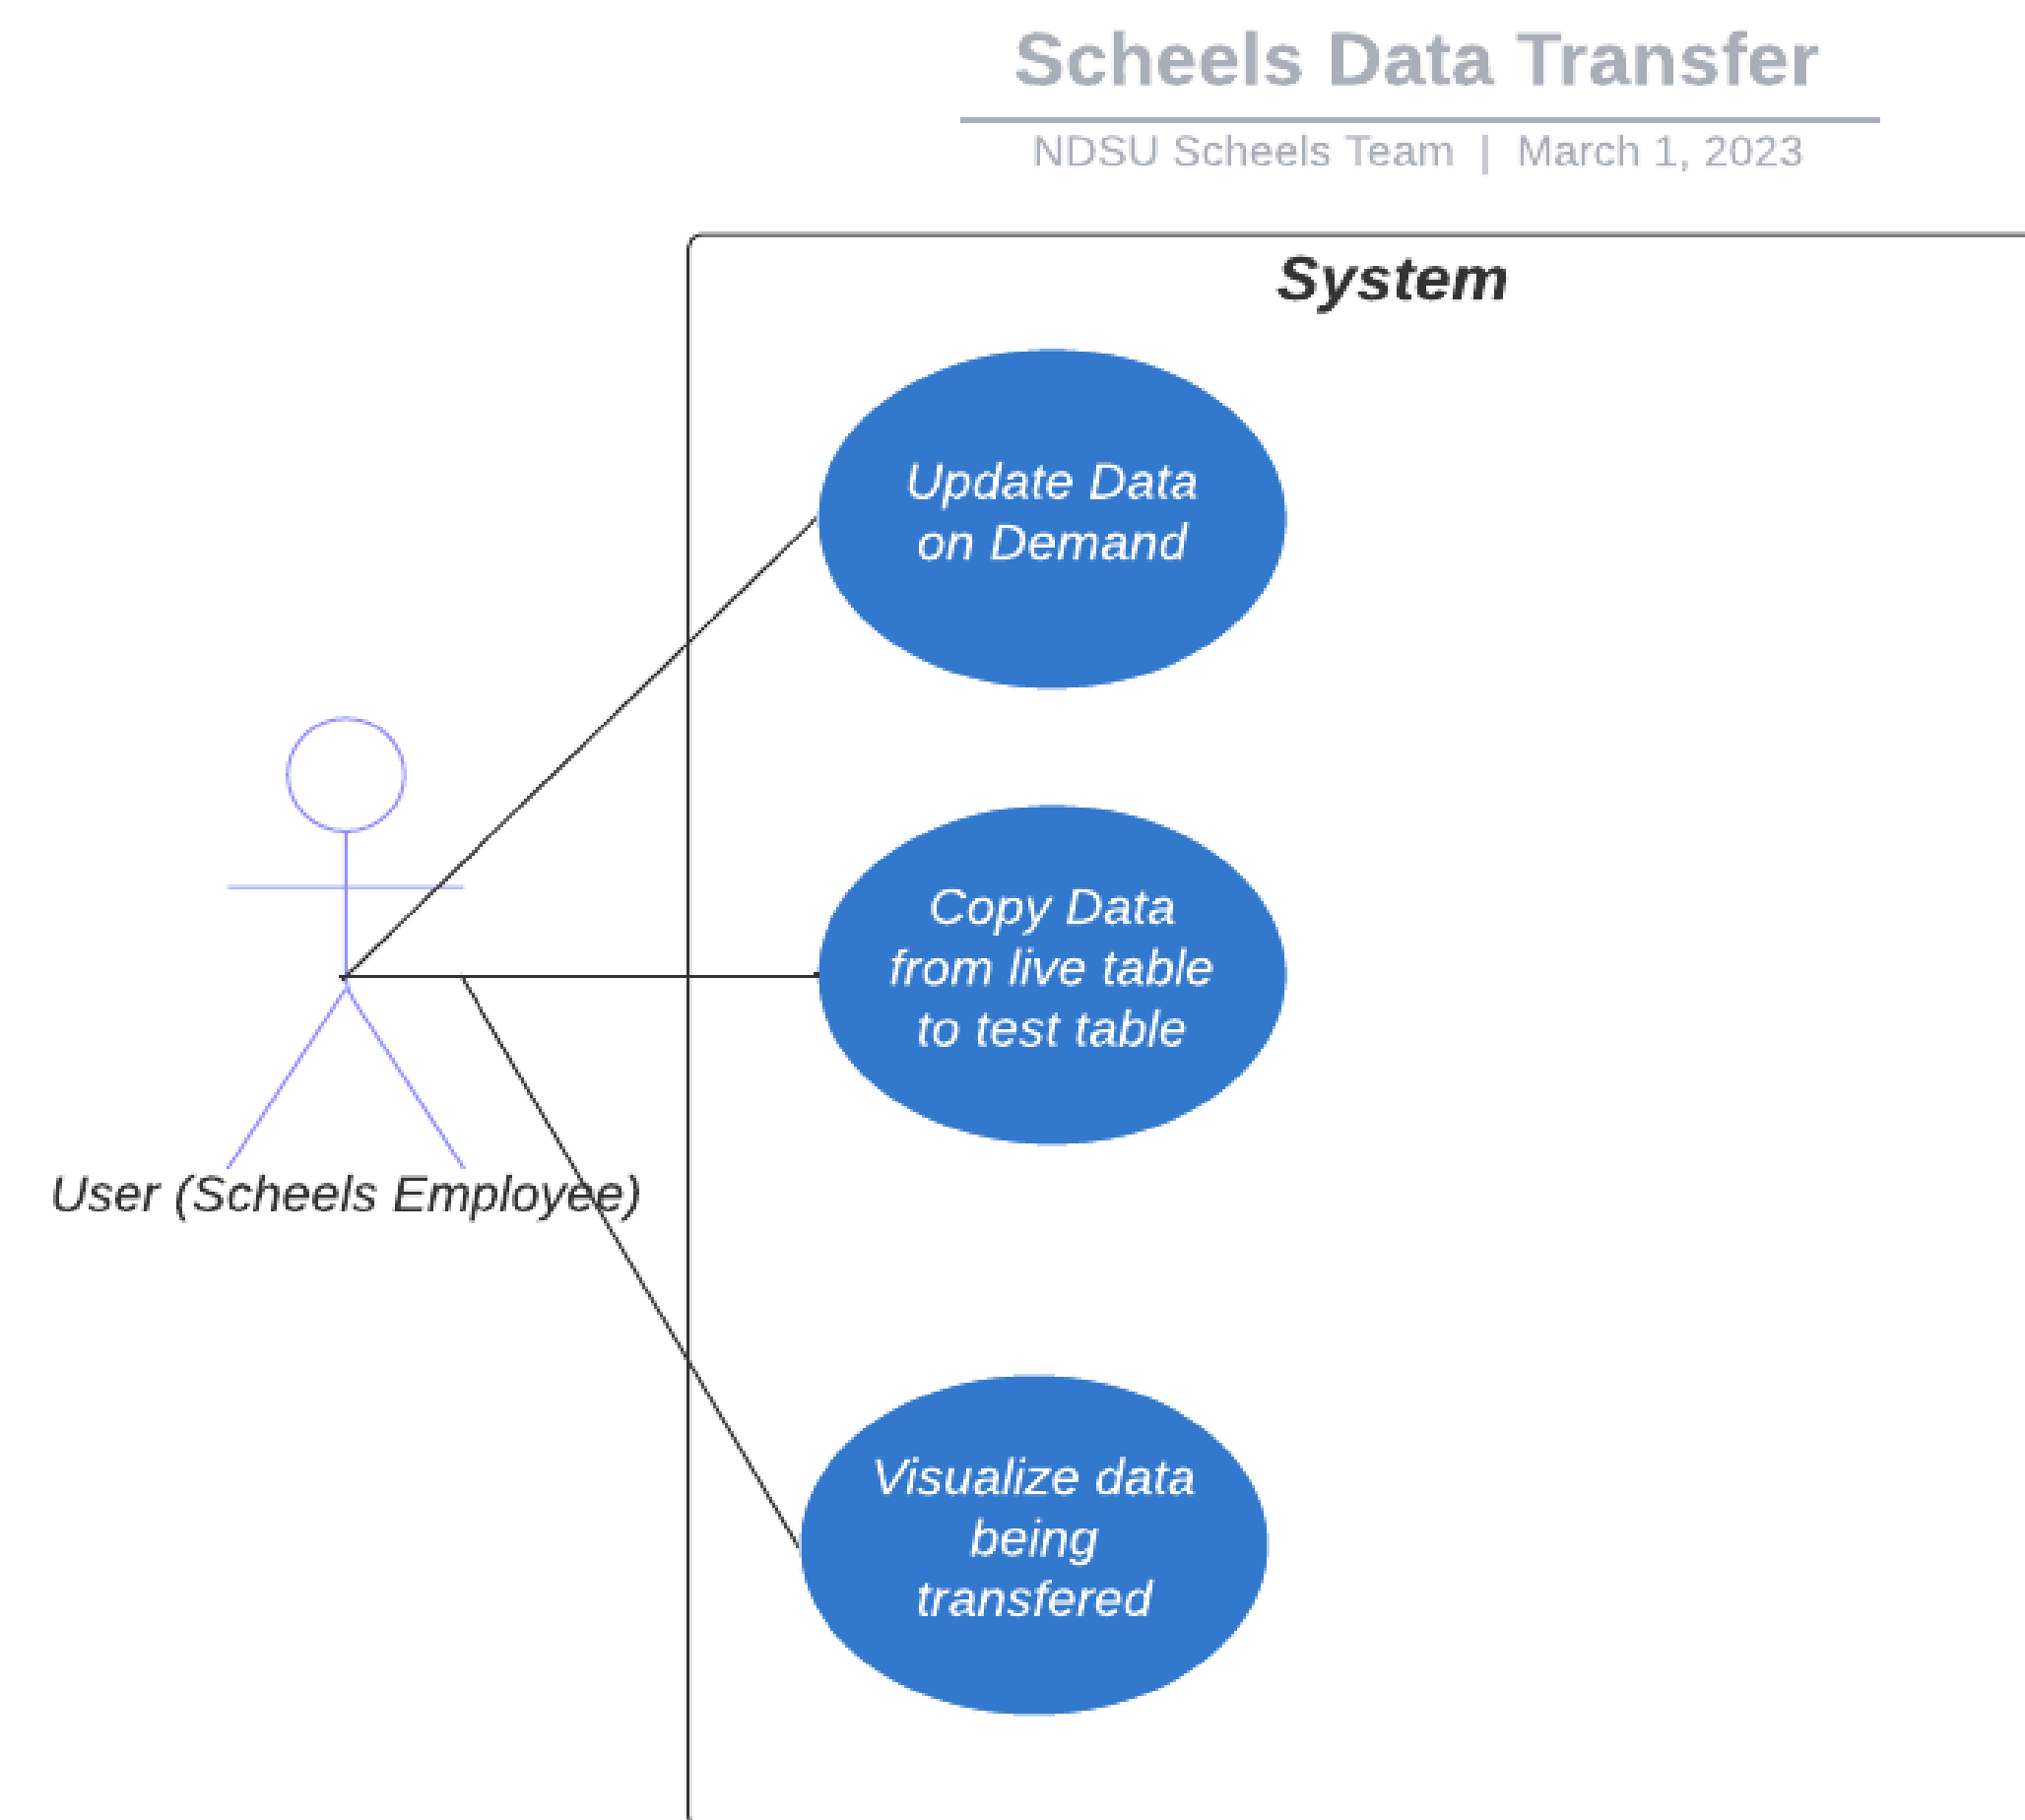 Scheels Data Transfer
NDSU Scheels Team | March 1, 2023
System
Update Data
on Demand
Copy Data
from live table
to test table
User (Scheels Employee)
Visualize data
being
transfered